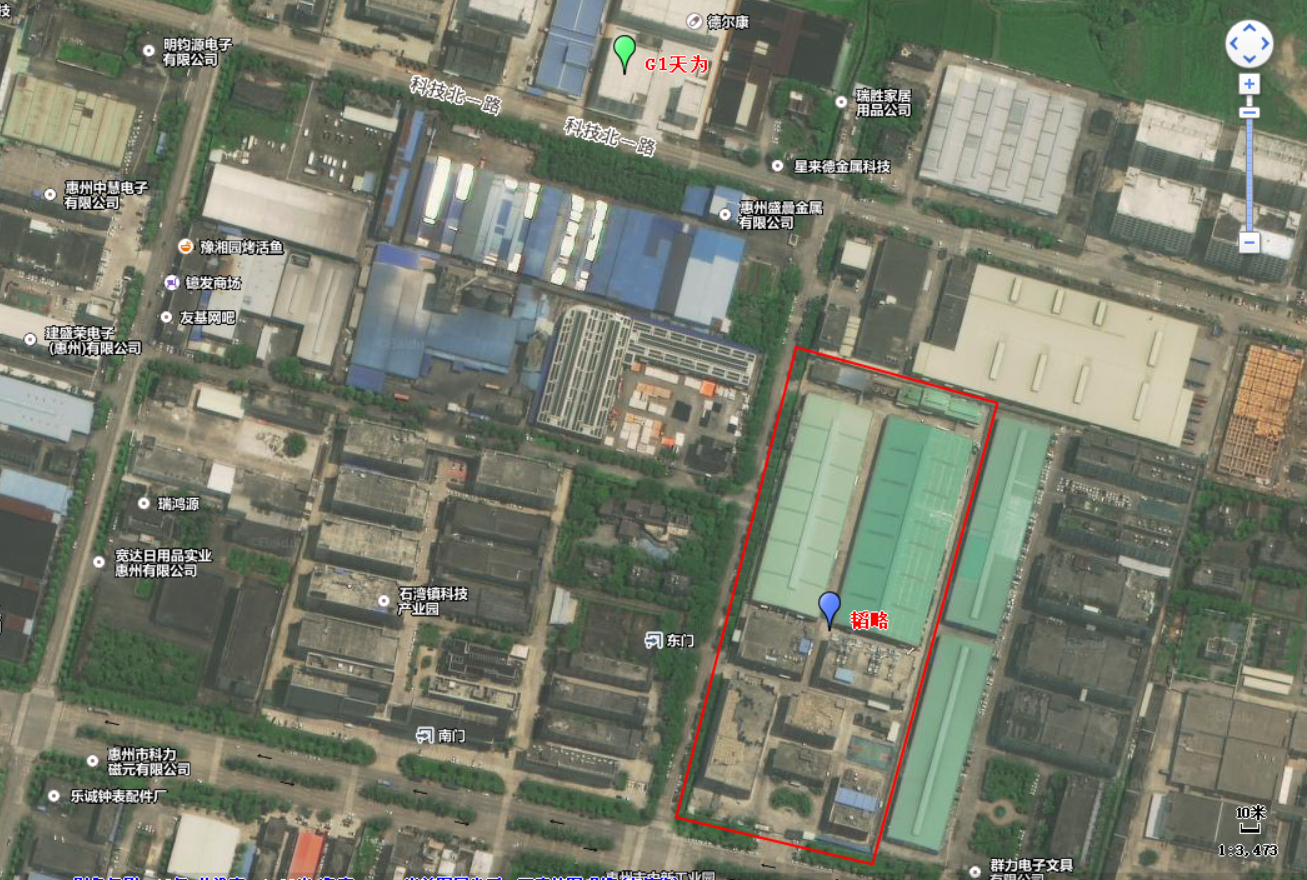 德尔康
明钧源电子
有限公司
G1天为
科技北一路
瑞胜家居
用品公司
科技北一路
星来德金属科技
惠州中慧电子
有限公司
惠州盛晨金属
有限公司
豫湘园烤活鱼
镱发商场
友基网吧
建盛荣电子
(惠州)有限公司
瑞鸿源
宽达日用品实业
惠州有限公司
石湾镇科技
产业园
韬略
东门
南门
惠州市科力
磁元有限公司
乐诚钟表配件厂
10米
1:3,473
群力电子文具